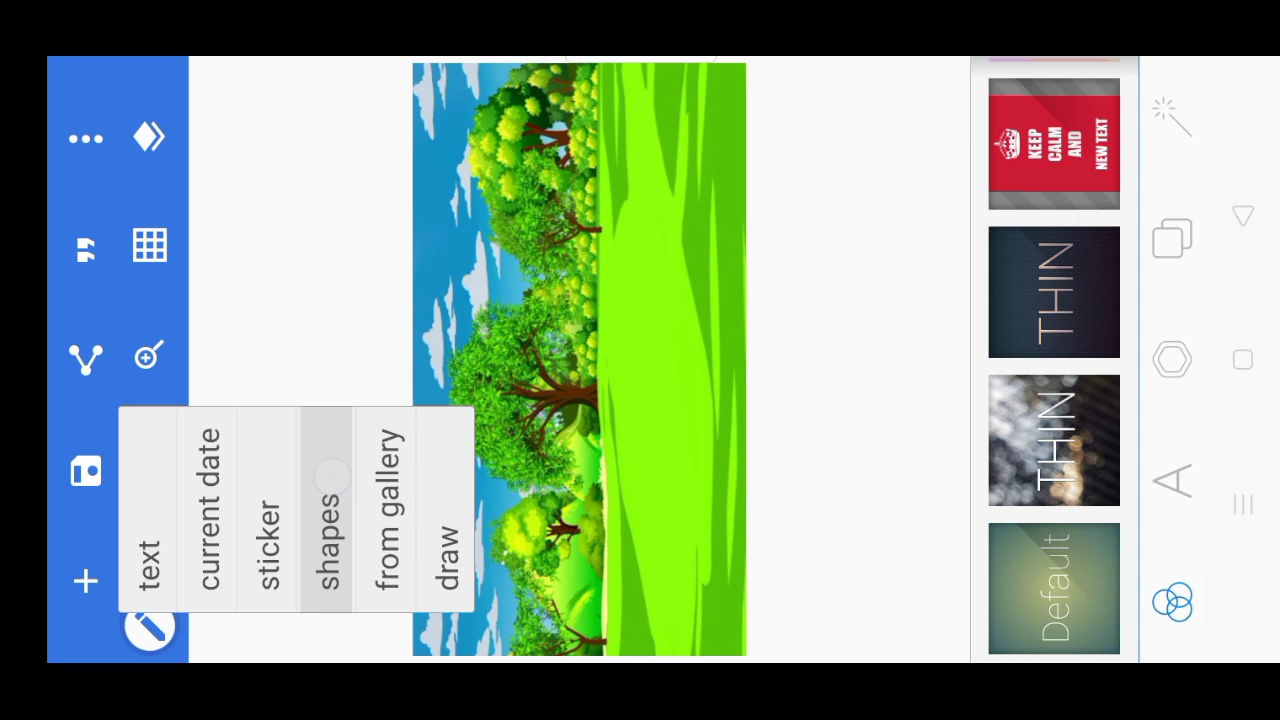 text
current date
sticker
shapes
from gallery
draw
KEEP
CALM
AND
NEW TEXT
THIN
THIN
Default